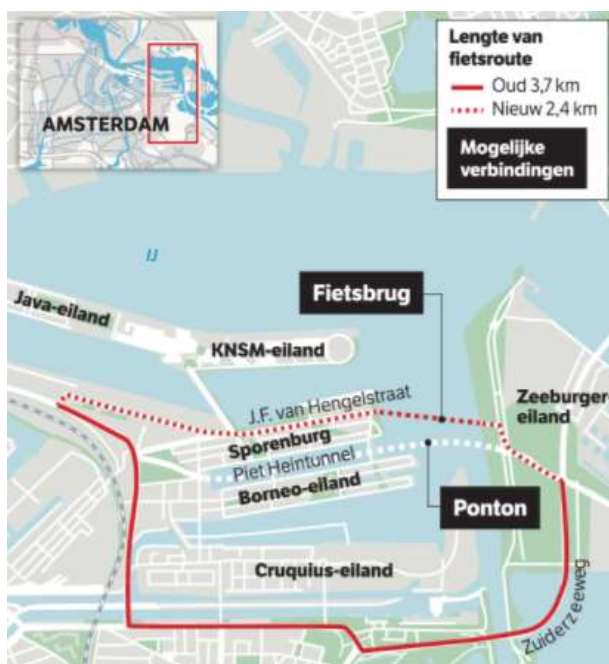 AMSTERDAM
Lengte van
fietsroute
Oud 3,7 km
Nieuw 2,4 km
Mogelijke
verbindingen
IJ
Java-eiland
KNSM-eiland
Fietsbrug
J.F. van Hengelstraat
Zeeburger-
eiland
Sporenburg
Piet Heintunnel
Borneo-eiland
Ponton
Cruquius-eiland
Zuiderzeeweg